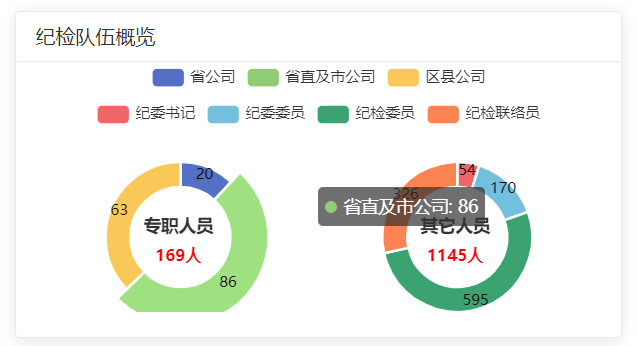 纪检队伍概览
省公司 省直及市公司 区县公司
纪委书记 纪委委员 纪检委员 纪检联络员
20
63
86
专职人员
169人
54
170
326
595
其它人员
1145人
省直及市公司: 86